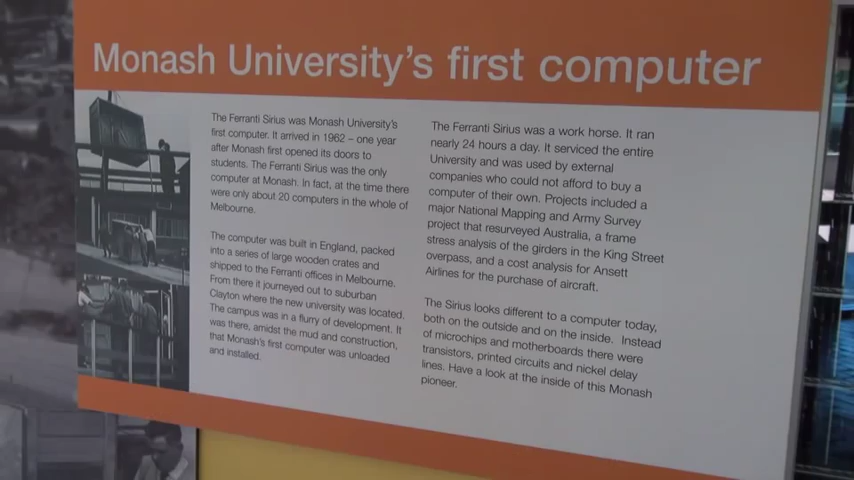 Monash University's first computer
The Ferranti Sirius was Monash University's
first computer. It arrived in 1962 – one year
after Monash first opened its doors to
students. The Ferranti Sirius was the only
computer at Monash. In fact, at the time there
were only about 20 computers in the whole of
Melbourne.
The computer was built in England, packed
into a series of large wooden crates and
shipped to the Ferranti offices in Melbourne.
From there it journeyed out to suburban
Clayton where the new university was located.
The campus was in a flurry of development. It
was there, amidst the mud and construction,
that Monash's first computer was unloaded
and installed.
The Ferranti Sirius was a work horse. It ran
nearly 24 hours a day. It serviced the entire
University and was used by external
companies who could not afford to buy a
computer of their own. Projects included a
major National Mapping and Army Survey
project that resurveyed Australia, a frame
stress analysis of the girders in the King Street
overpass, and a cost analysis for Ansett
Airlines for the purchase of aircraft.
The Sirius looks different to a computer today,
both on the outside and on the inside. Instead
of microchips and motherboards there were
transistors, printed circuits and nickel delay
lines. Have a look at the inside of this Monash
pioneer.